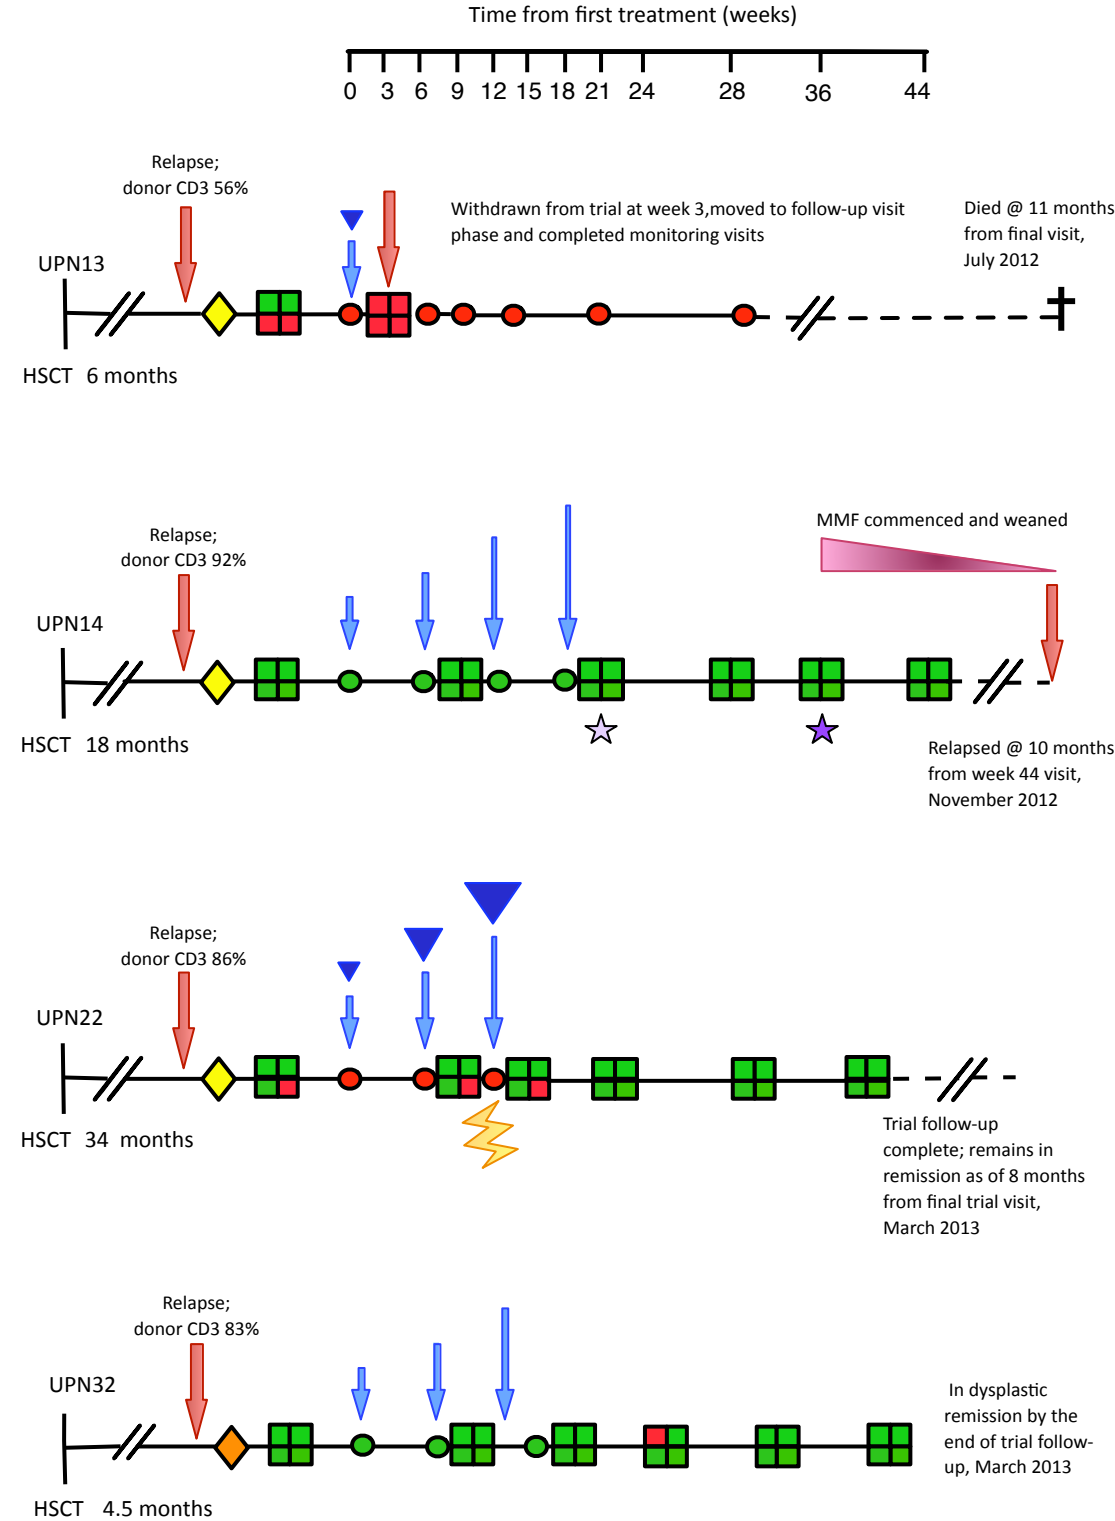 Time from first treatment (weeks)
0 3 6 9 12 15 18 21 24 28 36 44
Relapse;
donor CD3 56%
Withdrawn from trial at week 3,moved to follow-up visit
phase and completed monitoring visits
Died @ 11 months
from final visit,
July 2012
UPN13
HSCT 6 months
Relapse;
donor CD3 92%
MMF commenced and weaned
UPN14
HSCT 18 months
Relapsed @ 10 months
from week 44 visit,
November 2012
Relapse;
donor CD3 86%
UPN22
HSCT 34 months
Trial follow-up
complete; remains in
remission as of 8 months
from final trial visit,
March 2013
Relapse;
donor CD3 83%
UPN32
In dysplastic
remission by the
end of trial follow-
up, March 2013
HSCT 4.5 months